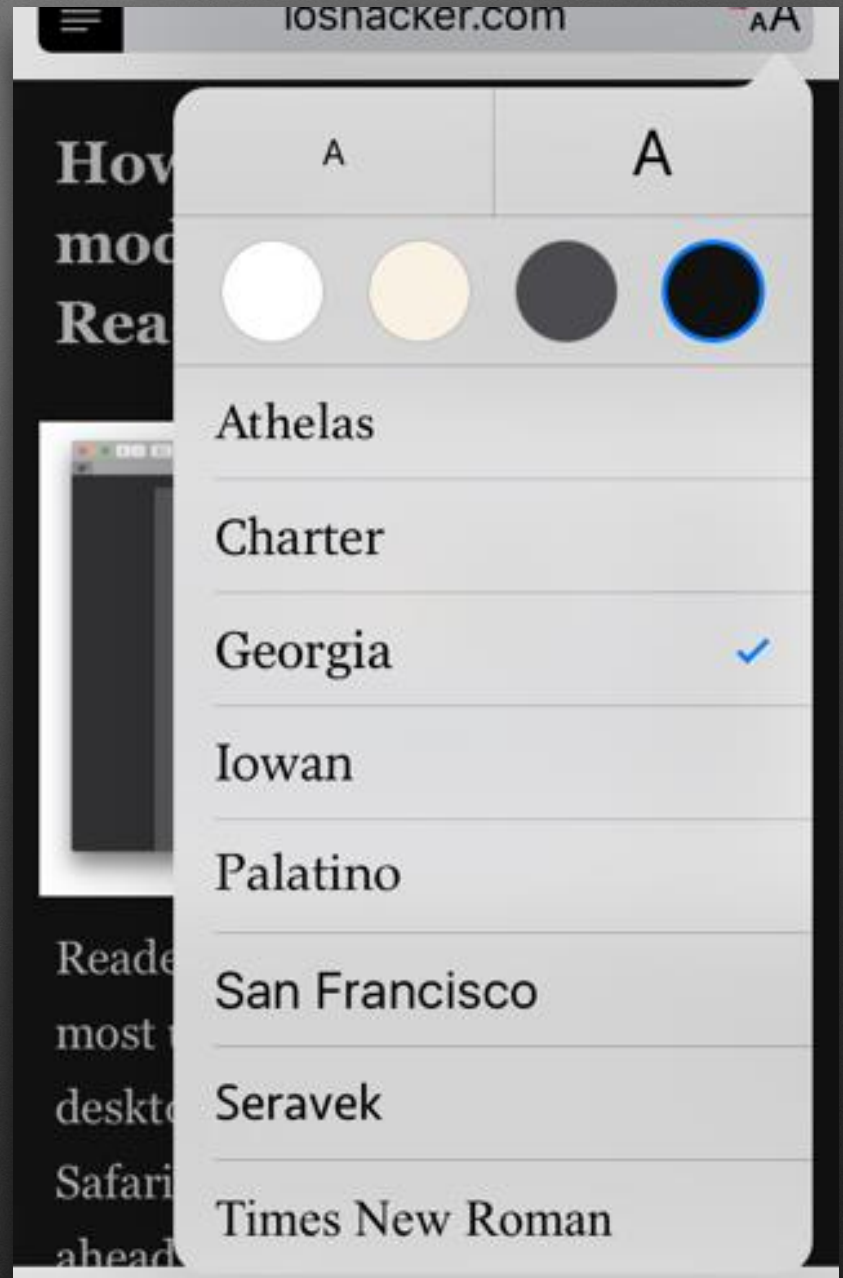 ioshacker.com
AA
A
A
How
mod
Rea
Athelas
Charter
Georgia
Iowan
Palatino
San Francisco
Seravek
Times New Roman
Reade
most u
deskto
Safari
ahead